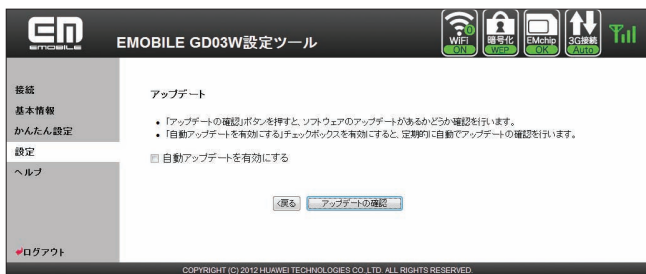 EM
EMOBILE
EMOBILE GD03W設定ツール
WiFi
ON
暗号化
WEP
EMchip
OK
3G接続
Auto
接続
基本情報
かんたん設定
設定
ヘルプ
ログアウト
アップデート
・「アップデートの確認」ボタンを押すと、ソフトウェアのアップデートがあるかどうか確認を行います。
・「自動アップデートを有効にする」チェックボックスを有効にすると、定期的に自動でアップデートの確認を行います。
自動アップデートを有効にする
<戻る
アップデートの確認
COPYRIGHT (C) 2012 HUAWEI TECHNOLOGIES CO.,LTD. ALL RIGHTS RESERVED.